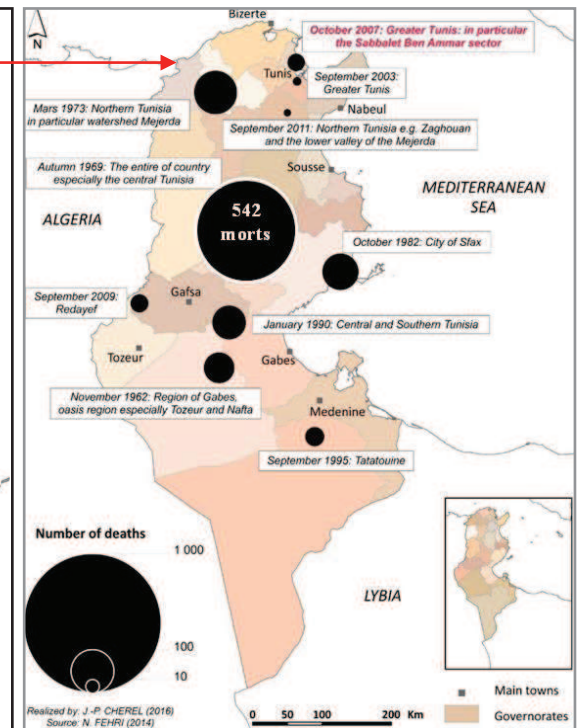 N
Bizerte
October 2007: Greater Tunis: in particular
the Sabbalet Ben Ammar sector
Tunis
September 2003:
Greater Tunis
Mars 1973: Northern Tunisia
in particular watershed Mejerda
Nabeul
September 2011: Northern Tunisia e.g. Zaghouan
and the lower valley of the Mejerda
Autumn 1969: The entire of country
especially the central Tunisia
Sousse
MEDITERRANEAN
SEA
ALGERIA
542
morts
October 1982: City of Sfax
September 2009:
Redayef
Gafsa
January 1990: Central and Southern Tunisia
Tozeur
Gabes
November 1962: Region of Gabes,
oasis region especially Tozeur and Nafta
Medenine
September 1995: Tatatouine
Number of deaths
1 000
100
10
LYBIA
Main towns
Governorates
Realized by: J.-P. CHEREL (2016)
Source: N. FEHRI (2014)
0 50 100 200 Km